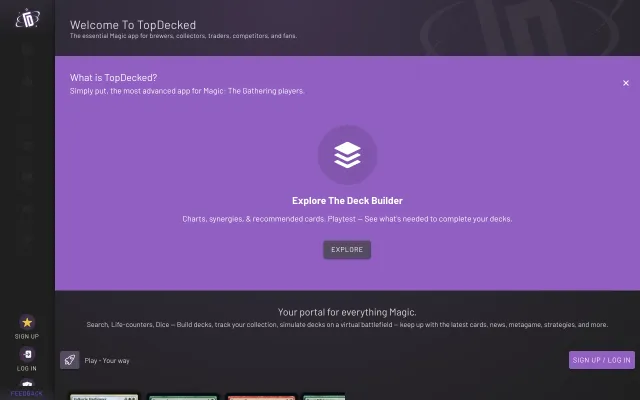 Welcome To TopDecked
The essential Magic app for brewers, collectors, traders, competitors, and fans.
What is TopDecked?
Simply put, the most advanced app for Magic: The Gathering players.
Explore The Deck Builder
Charts, synergies, & recommended cards. Playtest — See what's needed to complete your decks.
EXPLORE
Your portal for everything Magic.
Search, Life-counters, Dice — Build decks, track your collection, simulate decks on a virtual battlefield — keep up with the latest cards, news, metagame, strategies, and more.
SIGN UP
Play - Your way
SIGN UP / LOG IN
LOG IN
FEEDBACK